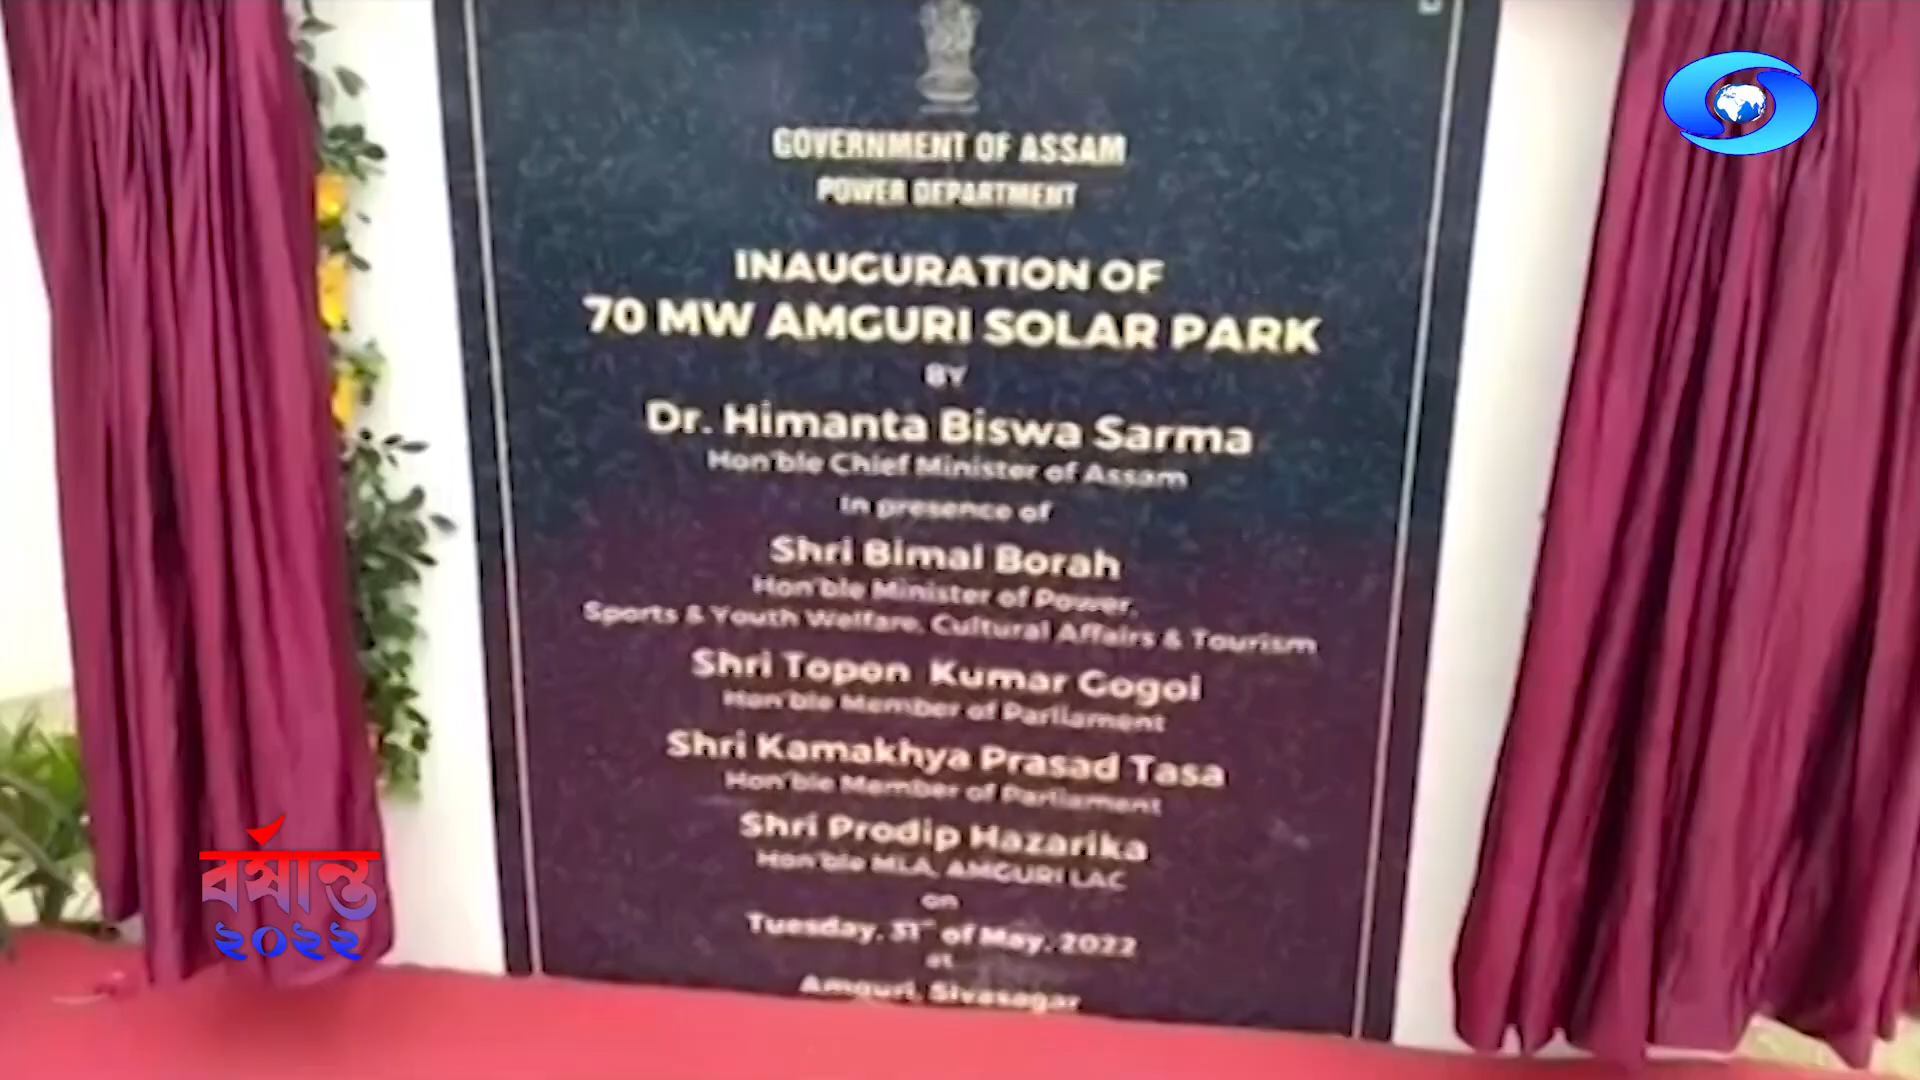 GOVERNMENT OF ASSAM
POWER DEPARTMENT
INAUGURATION OF
70 MW AMGURI SOLAR PARK
BY
Dr. Himanta Biswa Sarma
Hon'ble Chief Minister of Assam
In presence of
Shri Bimal Borah
Hon'ble Minister of Power,
Sports & Youth Welfare, Cultural Affairs & Tourism
Shri Topon Kumar Gogoi
Hon'ble Member of Parliament
Shri Kamakhya Prasad Tasa
Hon'ble Member of Parliament
Shri Prodip Hazarika
Hon'ble MLA, AMGURI LAC
on
Tuesday, 31st of May, 2022
at
Amguri, Sivasagar
বৰ্ষান্ত
২০২২